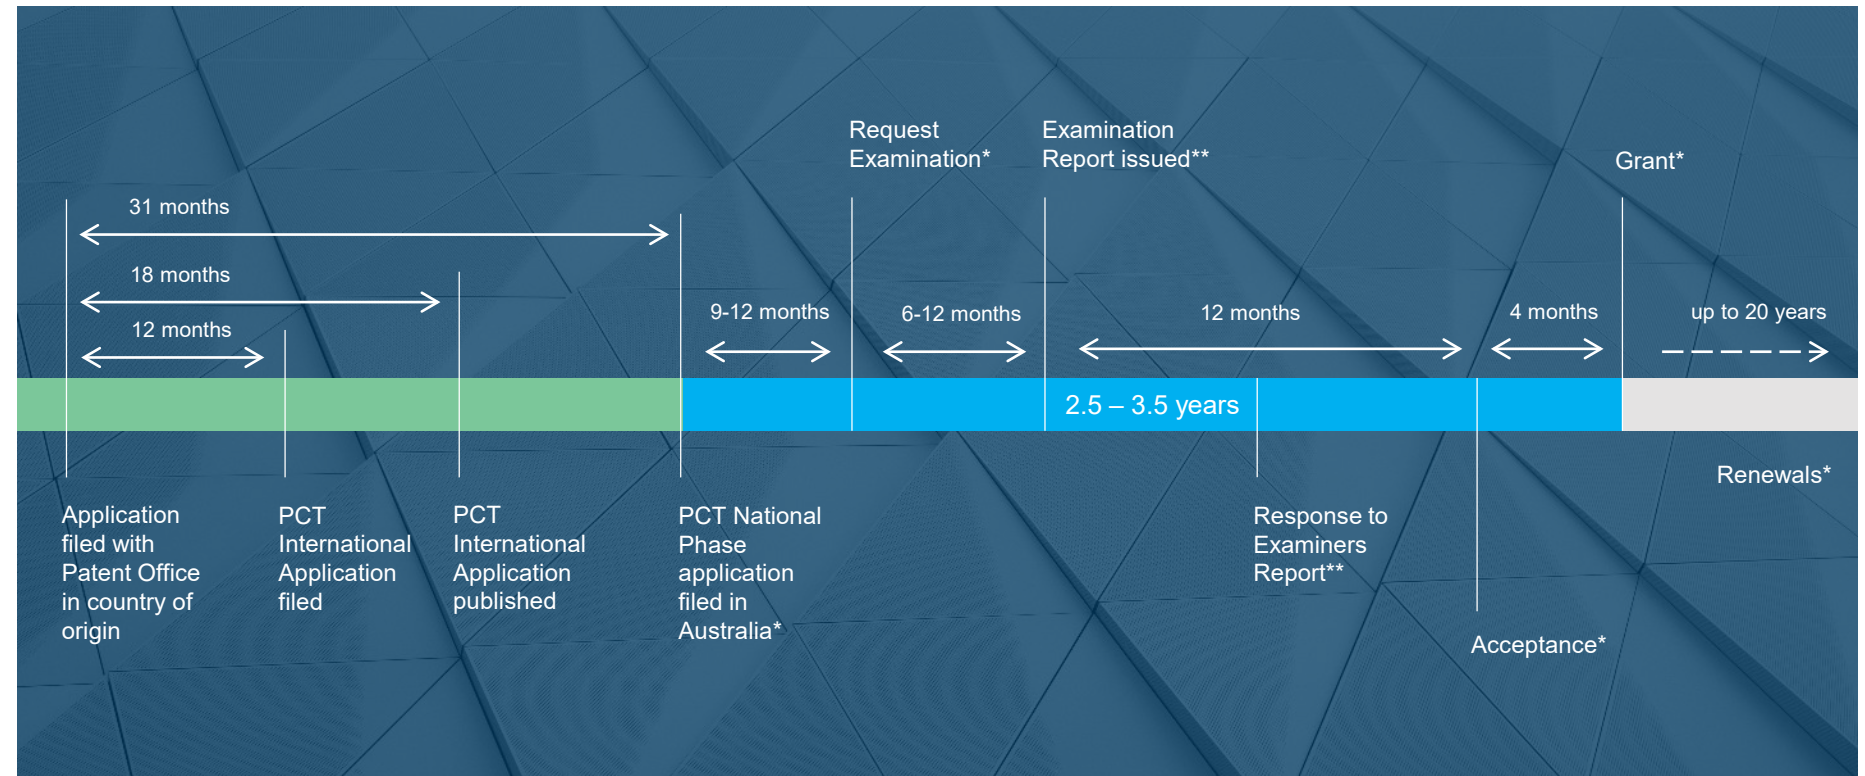 Request
Examination*
Examination
Report issued**
Grant*
31 months
18 months
12 months
9-12 months
6-12 months
12 months
4 months
up to 20 years
2.5 – 3.5 years
Renewals*
Application
filed with
Patent Office
in country of
origin
PCT
International
Application
filed
PCT
International
Application
published
PCT National
Phase
application
filed in
Australia*
Response to
Examiners
Report**
Acceptance*